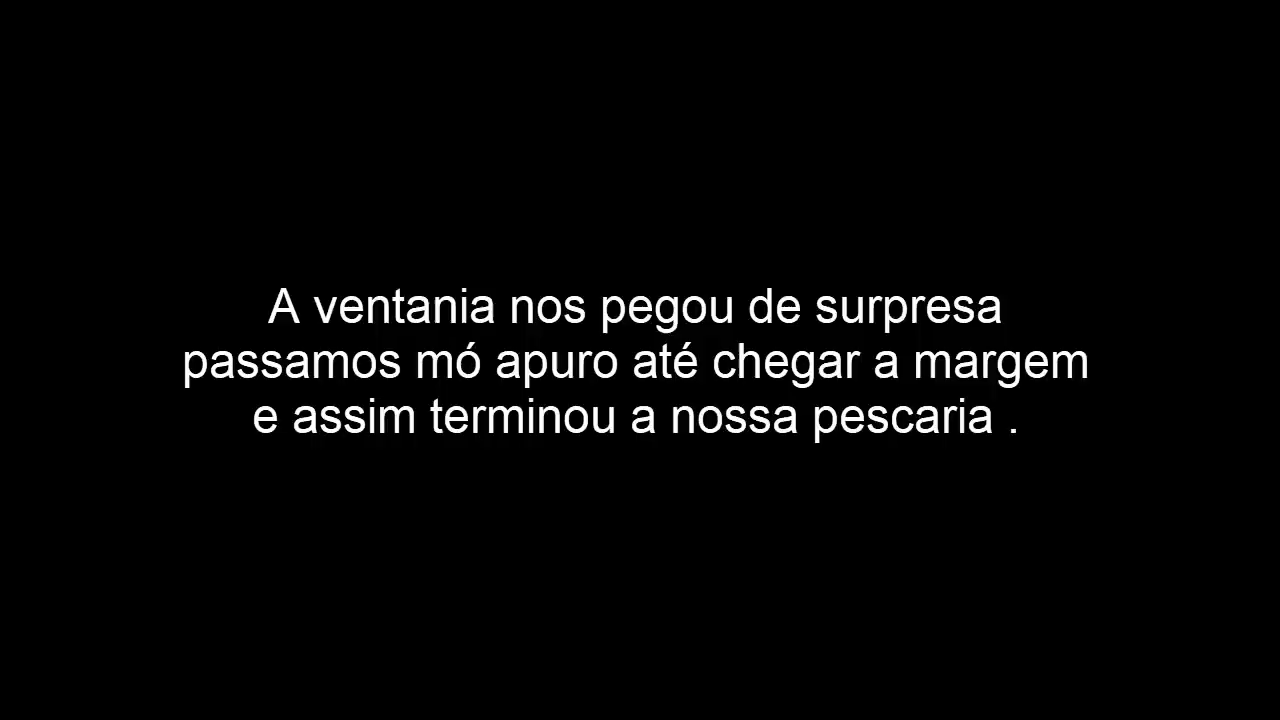 A ventania nos pegou de surpresa
passamos mó apuro até chegar a margem
e assim terminou a nossa pescaria .